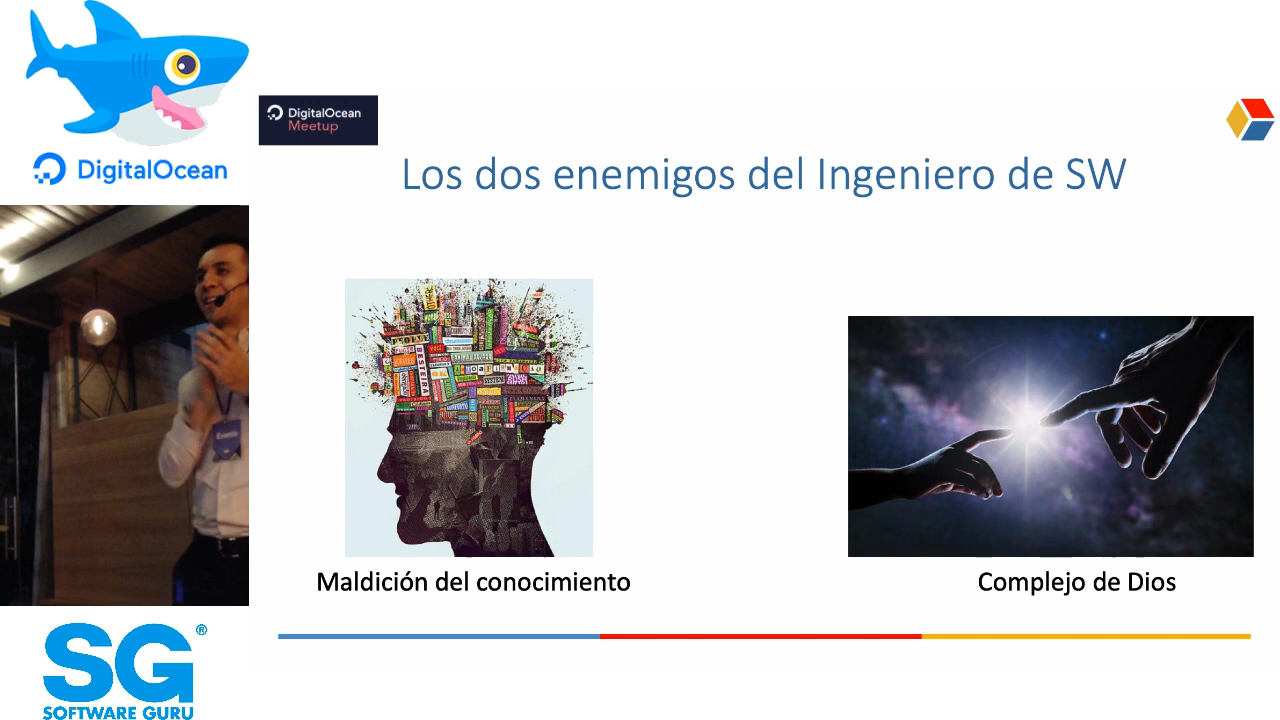 DigitalOcean
DigitalOcean
Meetup
Los dos enemigos del Ingeniero de SW
Maldición del conocimiento
Complejo de Dios
SG®
SOFTWARE GURU